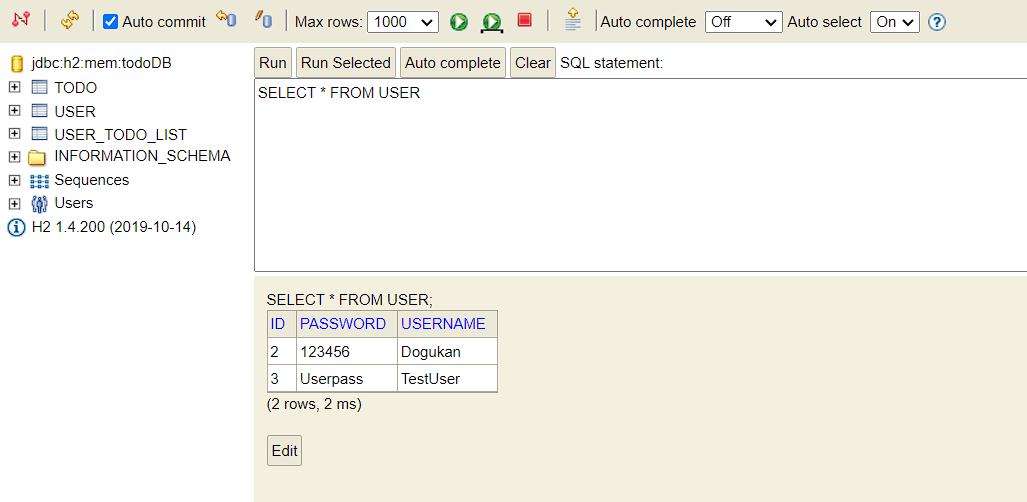 Auto commit Max rows: 1000 Auto complete Off Auto select On
jdbc:h2:mem:todoDB
TODO
USER
USER_TODO_LIST
INFORMATION_SCHEMA
Sequences
Users
H2 1.4.200 (2019-10-14)
Run Run Selected Auto complete Clear SQL statement:
SELECT * FROM USER
SELECT * FROM USER;
ID PASSWORD USERNAME
2 123456 Dogukan
3 Userpass TestUser
(2 rows, 2 ms)
Edit